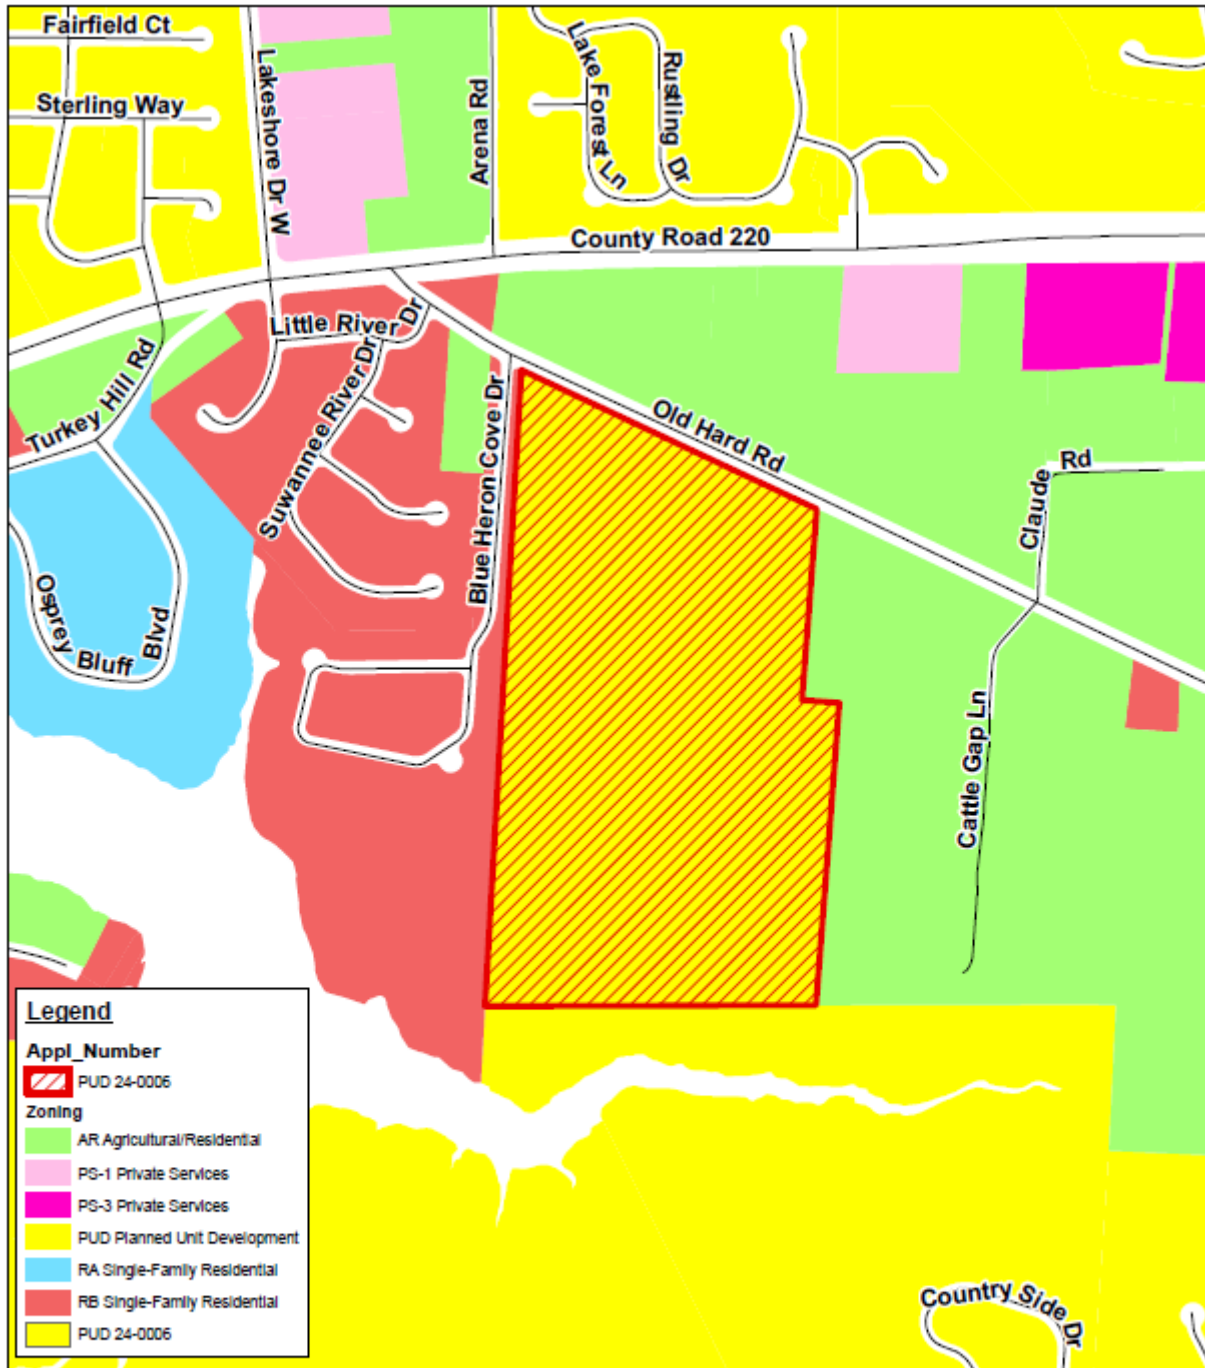 Fairfield Ct
Sterling Way
Lakeshore Dr W
Arena Rd
Lake Forest Ln
Rustling Dr
County Road 220
Little River Dr
Turkey Hill Rd
Suwannee River Dr
Blue Heron Cove Dr
Old Hard Rd
Claude Rd
Osprey Bluff Blvd
Cattle Gap Ln
Country Side Dr
Legend
Appl_Number
PUD 24-0006
Zoning
AR Agricultural/Residential
PS-1 Private Services
PS-3 Private Services
PUD Planned Unit Development
RA Single-Family Residential
RB Single-Family Residential
PUD 24-0006